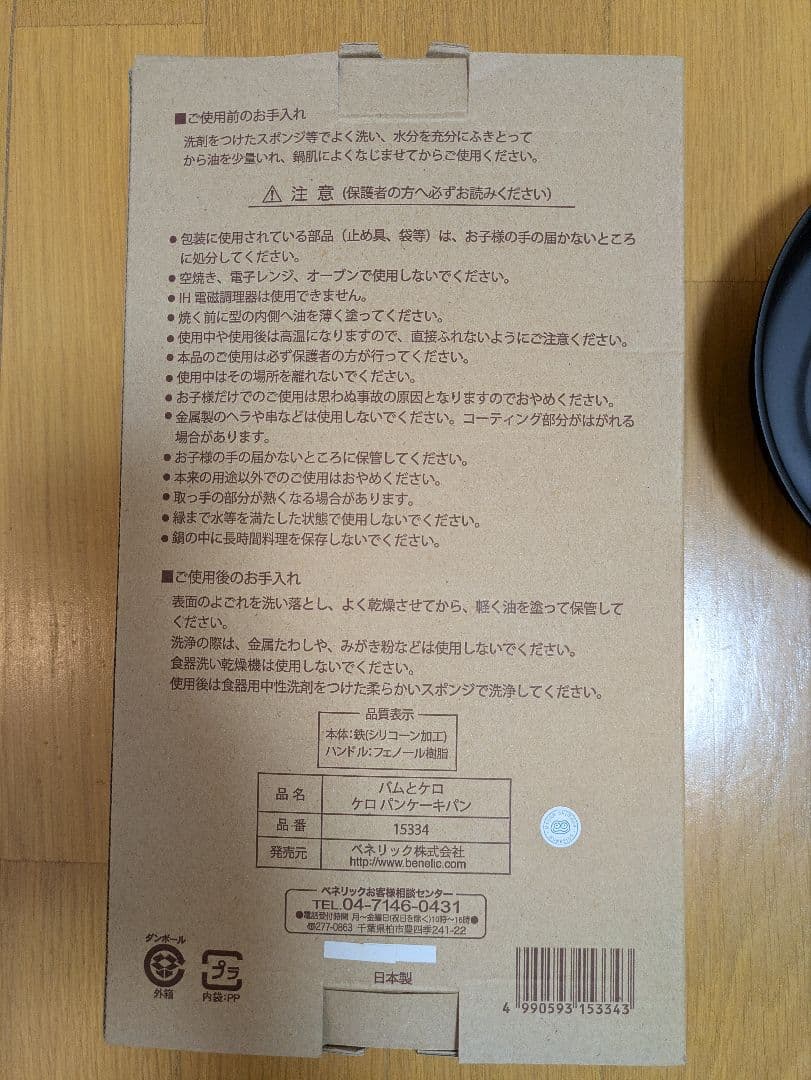 ■ご使用前のお手入れ
洗剤をつけたスポンジ等でよく洗い、水分を充分にふきとって
から油を少量いれ、鍋肌によくなじませてからご使用ください。
注 意 (保護者の方へ必ずお読みください)
●包装に使用されている部品（止め具、袋等）は、お子様の手の届かないところ
に処分してください。
●空焼き、電子レンジ、オーブンで使用しないでください。
●IH 電磁調理器は使用できません。
●焼く前に型の内側へ油を薄く塗ってください。
●使用中や使用後は高温になりますので、直接ふれないようにご注意ください。
●本品のご使用は必ず保護者の方が行ってください。
●使用中はその場所を離れないでください。
●お子様だけでのご使用は思わぬ事故の原因となりますのでおやめください。
●金属製のヘラや串などは使用しないでください。コーティング部分がはがれる
場合があります。
●お子様の手の届かないところに保管してください。
●本来の用途以外でのご使用はおやめください。
●取っ手の部分が熱くなる場合があります。
●縁まで水等を満たした状態で使用しないでください。
●鍋の中に長時間料理を保存しないでください。
■ご使用後のお手入れ
表面のよごれを洗い落とし、よく乾燥させてから、軽く油を塗って保管して
ください。
洗浄の際は、金属たわしや、みがき粉などは使用しないでください。
食器洗い乾燥機は使用しないでください。
使用後は食器用中性洗剤をつけた柔らかいスポンジで洗浄してください。
品質表示
本体：鉄(シリコーン加工)
ハンドル：フェノール樹脂
品 名 バムとケロ
ケロ パンケーキパン
品 番 15334
発売元 ベネリック株式会社
http://www.benelic.com
ベネリックお客様相談センター
TEL.04-7146-0431
●電話受付時間 月〜金曜日(祝日を除く)10時〜16時●
〒277-0863 千葉県柏市豊四季241-22
ダンボール
外箱
プラ
内袋:PP
日本製
4 990593 153343